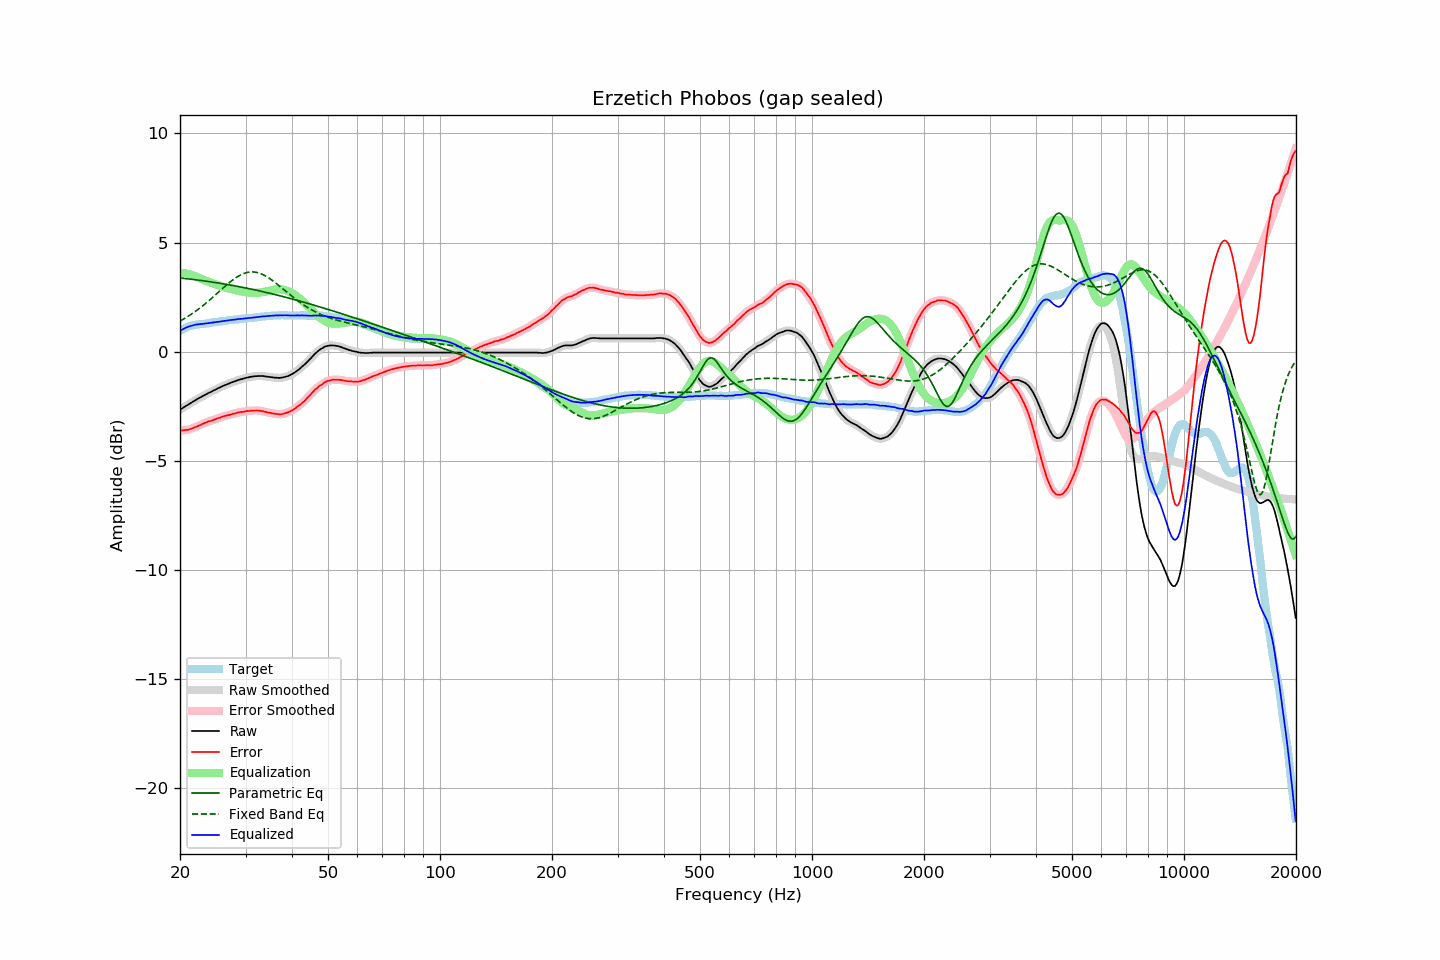 Erzetich Phobos (gap sealed)
10
5
0
−5
−10
−15
−20
Amplitude (dBr)
Target
Raw Smoothed
Error Smoothed
Raw
Error
Equalization
Parametric Eq
Fixed Band Eq
Equalized
20 50 100 200 500 1000 2000 5000 10000 20000
Frequency (Hz)